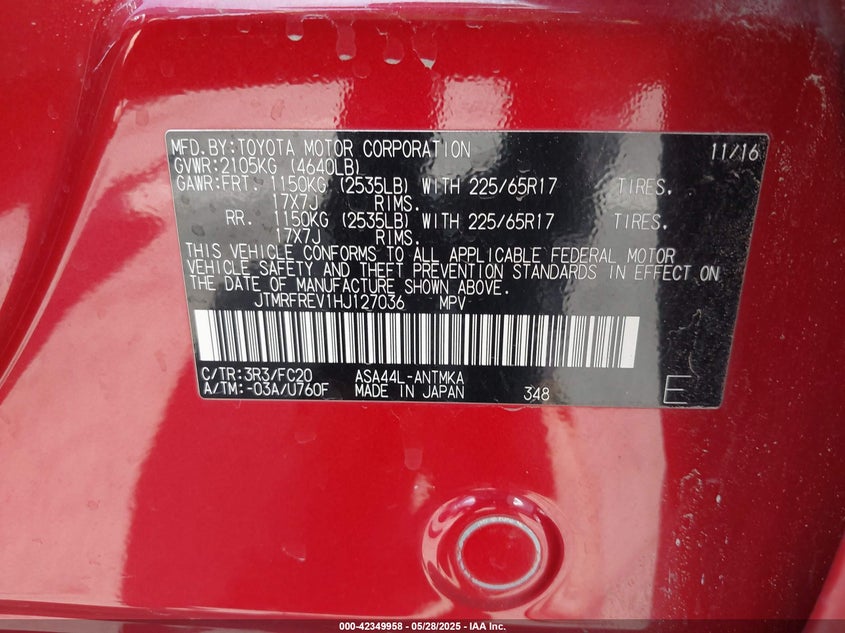 MFD.BY:TOYOTA MOTOR CORPORATION 11/16
GVWR:2105KG (4640LB)
GAWR:FRT. 1150KG (2535LB) WITH 225/65R17 TIRES.
17X7J RIMS.
RR. 1150KG (2535LB) WITH 225/65R17 TIRES.
17X7J RIMS.
THIS VEHICLE CONFORMS TO ALL APPLICABLE FEDERAL MOTOR
VEHICLE SAFETY AND THEFT PREVENTION STANDARDS IN EFFECT ON
THE DATE OF MANUFACTURE SHOWN ABOVE.
JTMRFREV1HJ127036 MPV
C/TR:3R3/FC20 ASA44L-ANTMKA
A/TM:-03A/U760F MADE IN JAPAN 348 E
000-42349958 - 05/28/2025 - IAA Inc.